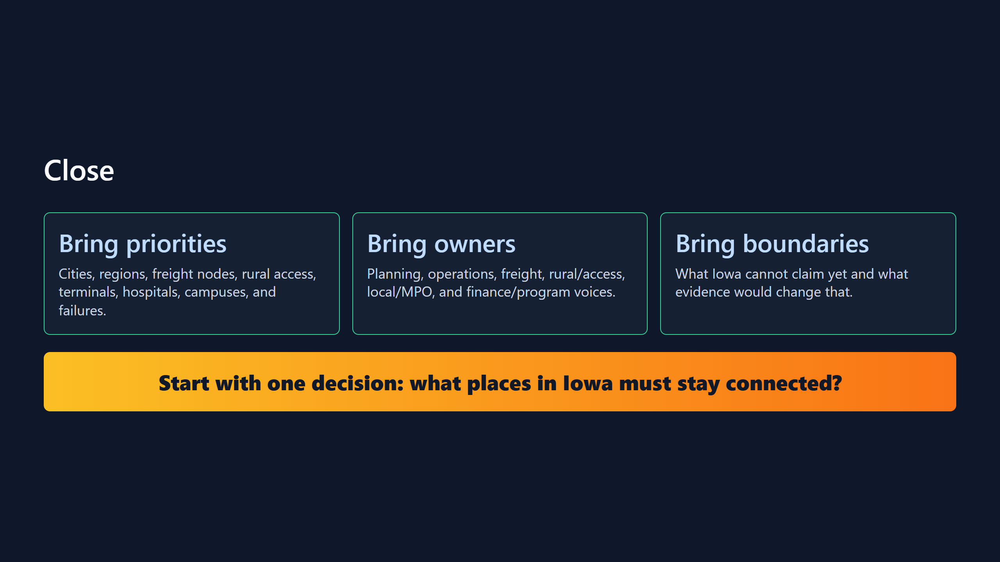 Close
Bring priorities
Cities, regions, freight nodes, rural access,
terminals, hospitals, campuses, and
failures.
Bring owners
Planning, operations, freight, rural/access,
local/MPO, and finance/program voices.
Bring boundaries
What Iowa cannot claim yet and what
evidence would change that.
Start with one decision: what places in Iowa must stay connected?